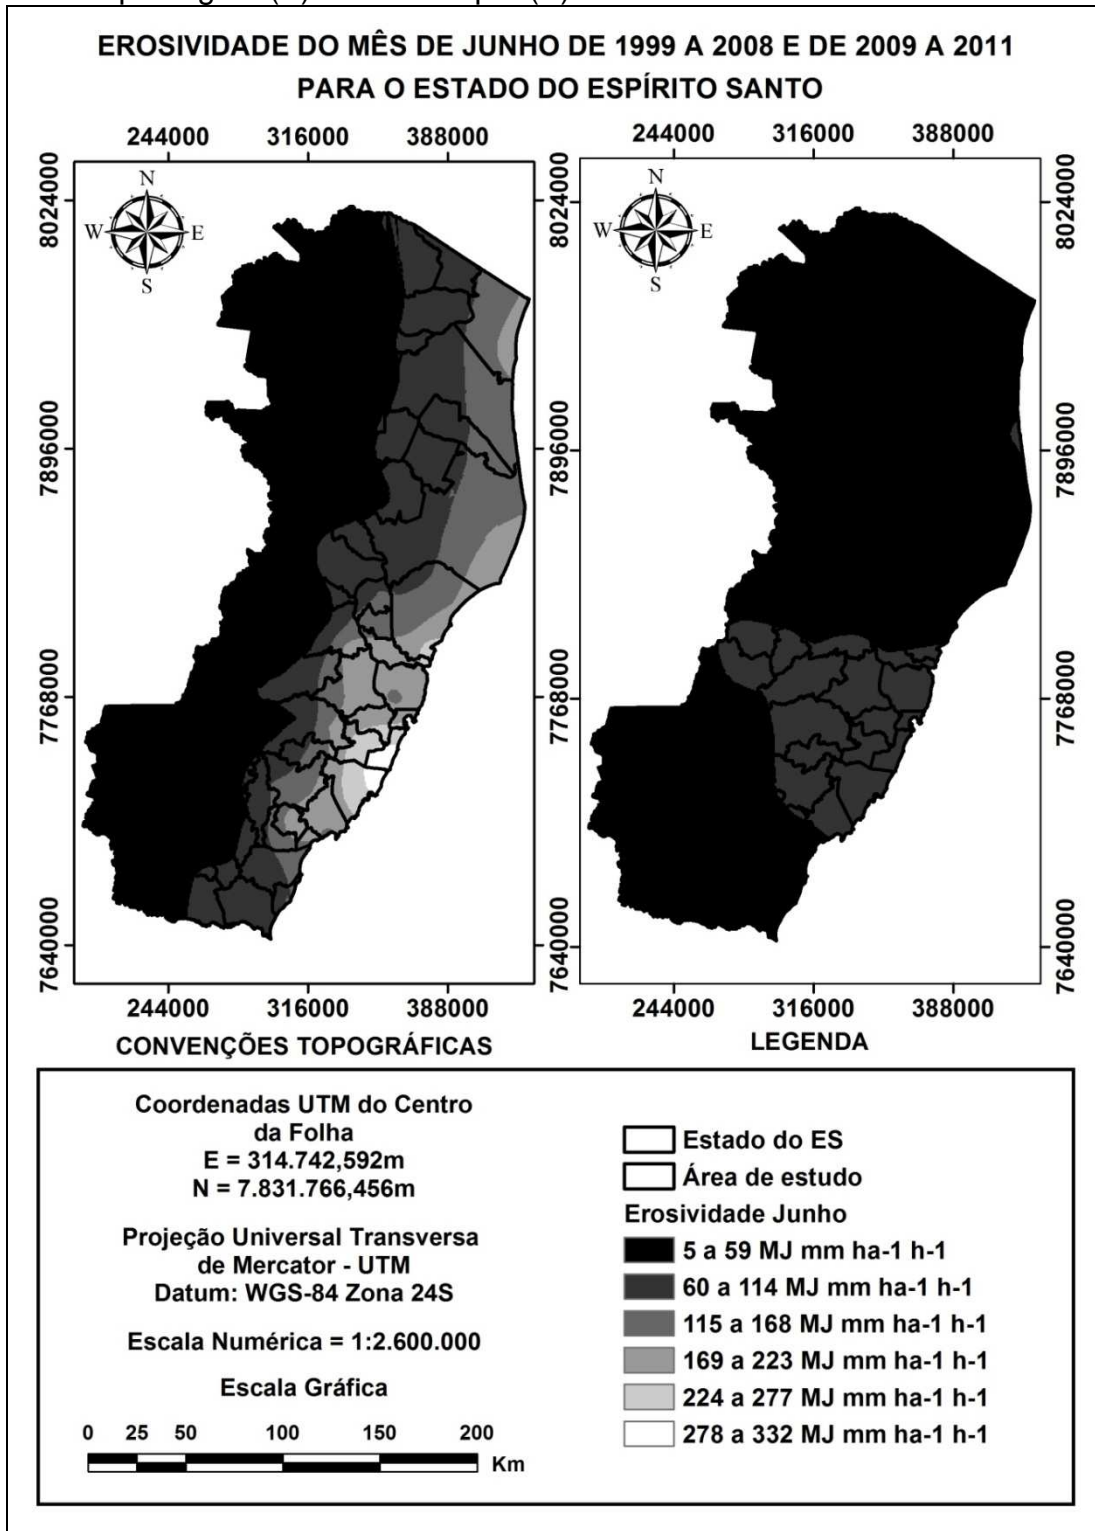 EROSIVIDADE DO MÊS DE JUNHO DE 1999 A 2008 E DE 2009 A 2011
PARA O ESTADO DO ESPÍRITO SANTO
244000 316000 388000
244000 316000 388000
8024000
7896000
7768000
7640000
N
W E
S
8024000
7896000
7768000
7640000
N
W E
S
8024000
7896000
7768000
7640000
244000 316000 388000
244000 316000 388000
CONVENÇÕES TOPOGRÁFICAS
LEGENDA
Coordenadas UTM do Centro
da Folha
E = 314.742,592m
N = 7.831.766,456m
Projeção Universal Transversa
de Mercator - UTM
Datum: WGS-84 Zona 24S
Escala Numérica = 1:2.600.000
Escala Gráfica
0 25 50 100 150 200
Km
Estado do ES
Área de estudo
Erosividade Junho
5 a 59 MJ mm ha-1 h-1
60 a 114 MJ mm ha-1 h-1
115 a 168 MJ mm ha-1 h-1
169 a 223 MJ mm ha-1 h-1
224 a 277 MJ mm ha-1 h-1
278 a 332 MJ mm ha-1 h-1